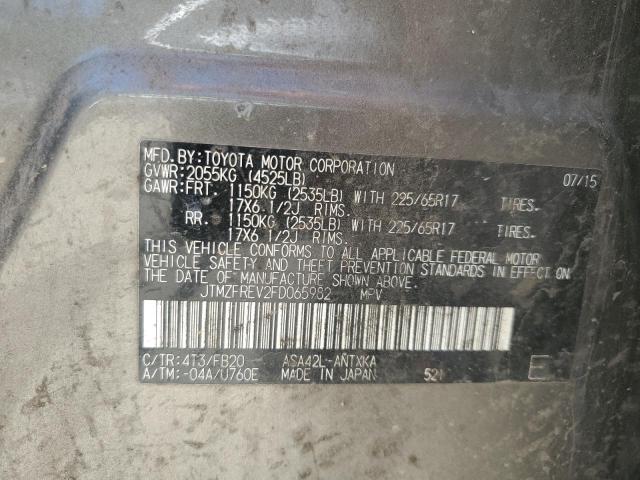 MFD.BY:TOYOTA MOTOR CORPORATION 07/15
GVWR:2055KG (4525LB)
GAWR:FRT. 1150KG (2535LB) WITH 225/65R17 TIRES.
17X6.1/2J RIMS.
RR. 1150KG (2535LB) WITH 225/65R17 TIRES.
17X6.1/2J RIMS.
THIS VEHICLE CONFORMS TO ALL APPLICABLE FEDERAL MOTOR
VEHICLE SAFETY AND THEFT PREVENTION STANDARDS IN EFFECT
ON THE DATE OF MANUFACTURE SHOWN ABOVE.
JTMZFREV2FD065982 MPV
C/TR:4T3/FB20 ASA42L-ANTXKA
A/TM:-04A/U760E MADE IN JAPAN 521 E